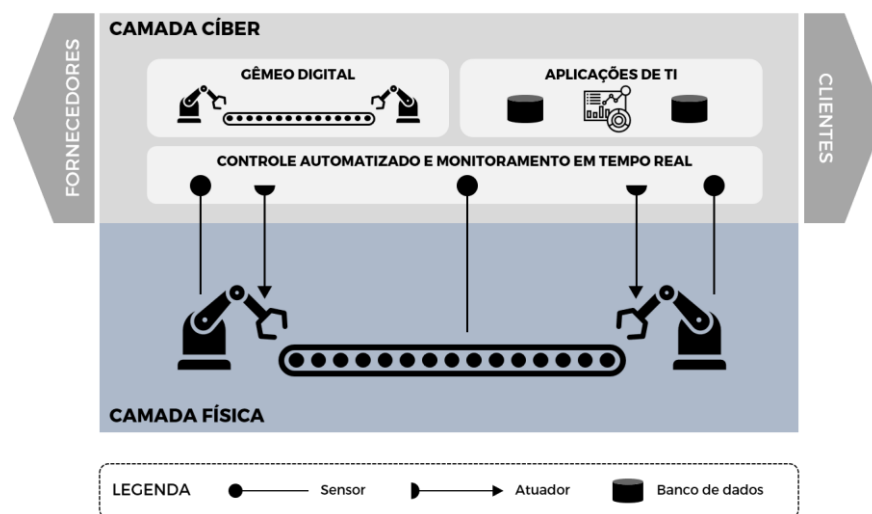 CAMADA CÍBER
FORNECEDORES
CLIENTES
GÊMEO DIGITAL
APLICAÇÕES DE TI
CONTROLE AUTOMATIZADO E MONITORAMENTO EM TEMPO REAL
CAMADA FÍSICA
LEGENDA
Sensor
Atuador
Banco de dados